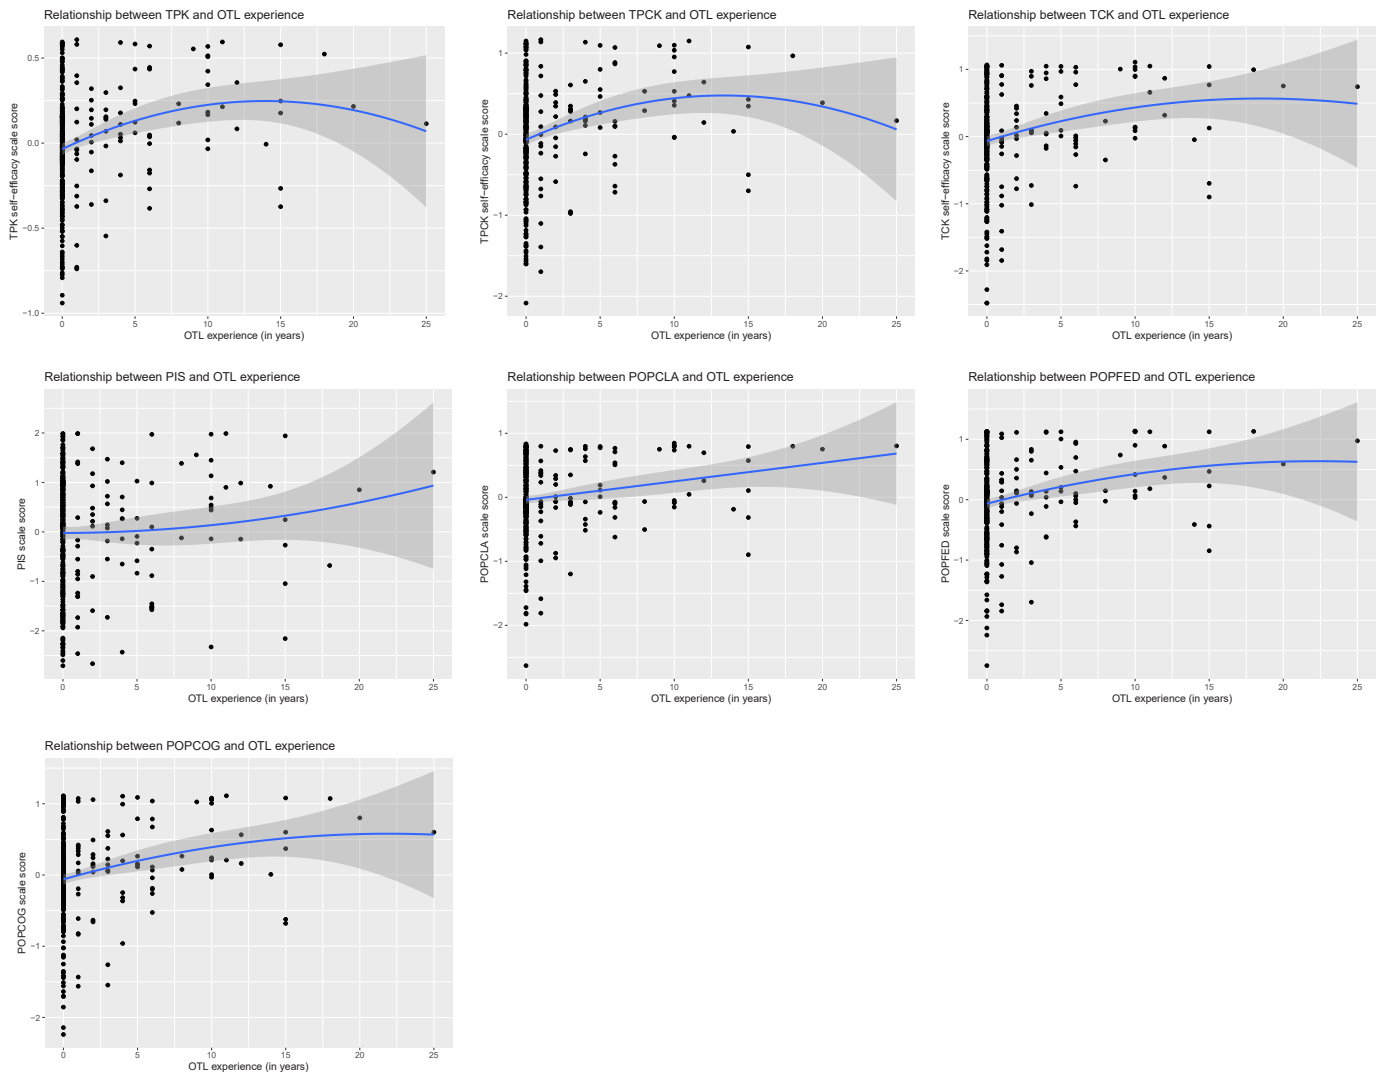 Relationship between TPK and OTL experience
TPK self−efficacy scale score
0.5
0.0
−0.5
−1.0
0 5 10 15 20 25
OTL experience (in years)
Relationship between TPCK and OTL experience
TPCK self−efficacy scale score
1
0
−1
−2
0 5 10 15 20 25
OTL experience (in years)
Relationship between TCK and OTL experience
TCK self−efficacy scale score
1
0
−1
−2
0 5 10 15 20 25
OTL experience (in years)
Relationship between PIS and OTL experience
PIS scale score
2
1
0
−1
−2
0 5 10 15 20 25
OTL experience (in years)
Relationship between POPCLA and OTL experience
POPCLA scale score
1
0
−2
0 5 10 15 20 25
OTL experience (in years)
Relationship between POPFED and OTL experience
POPFED scale score
1
0
−1
−2
0 5 10 15 20 25
OTL experience (in years)
Relationship between POPCOG and OTL experience
POPCOG scale score
1
0
−1
−2
0 5 10 15 20 25
OTL experience (in years)